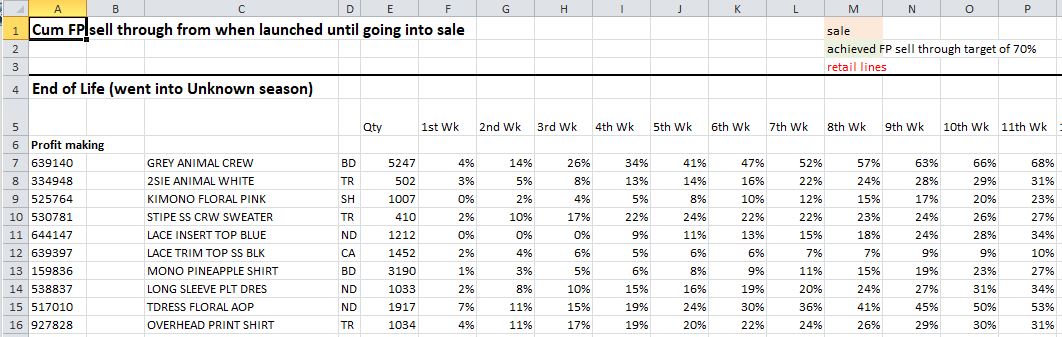 A B C D E F G H I J K L M N O P
1 Cum FP sell through from when launched until going into sale sale
2 achieved FP sell through target of 70%
3 retail lines
4 End of Life (went into Unknown season)
5 Qty 1st Wk 2nd Wk 3rd Wk 4th Wk 5th Wk 6th Wk 7th Wk 8th Wk 9th Wk 10th Wk 11th Wk
6 Profit making
7 639140 GREY ANIMAL CREW BD 5247 4% 14% 26% 34% 41% 47% 52% 57% 63% 66% 68%
8 334948 2SIE ANIMAL WHITE TR 502 3% 5% 8% 13% 14% 16% 22% 24% 28% 29% 31%
9 525764 KIMONO FLORAL PINK SH 1007 0% 2% 4% 5% 8% 10% 12% 15% 17% 20% 23%
10 530781 STIPE SS CRW SWEATER TR 410 2% 10% 17% 22% 24% 22% 22% 23% 24% 26% 27%
11 644147 LACE INSERT TOP BLUE ND 1212 0% 0% 0% 9% 11% 13% 15% 18% 24% 28% 34%
12 639397 LACE TRIM TOP SS BLK CA 1452 2% 4% 6% 5% 6% 6% 7% 7% 9% 9% 10%
13 159836 MONO PINEAPPLE SHIRT BD 3190 1% 3% 5% 6% 8% 9% 11% 15% 19% 23% 27%
14 538837 LONG SLEEVE PLT DRES ND 1033 2% 8% 10% 15% 16% 19% 20% 24% 27% 31% 34%
15 517010 TDRESS FLORAL AOP ND 1917 7% 11% 15% 19% 24% 30% 36% 41% 45% 50% 53%
16 927828 OVERHEAD PRINT SHIRT TR 1034 4% 11% 17% 19% 20% 22% 24% 26% 29% 30% 31%